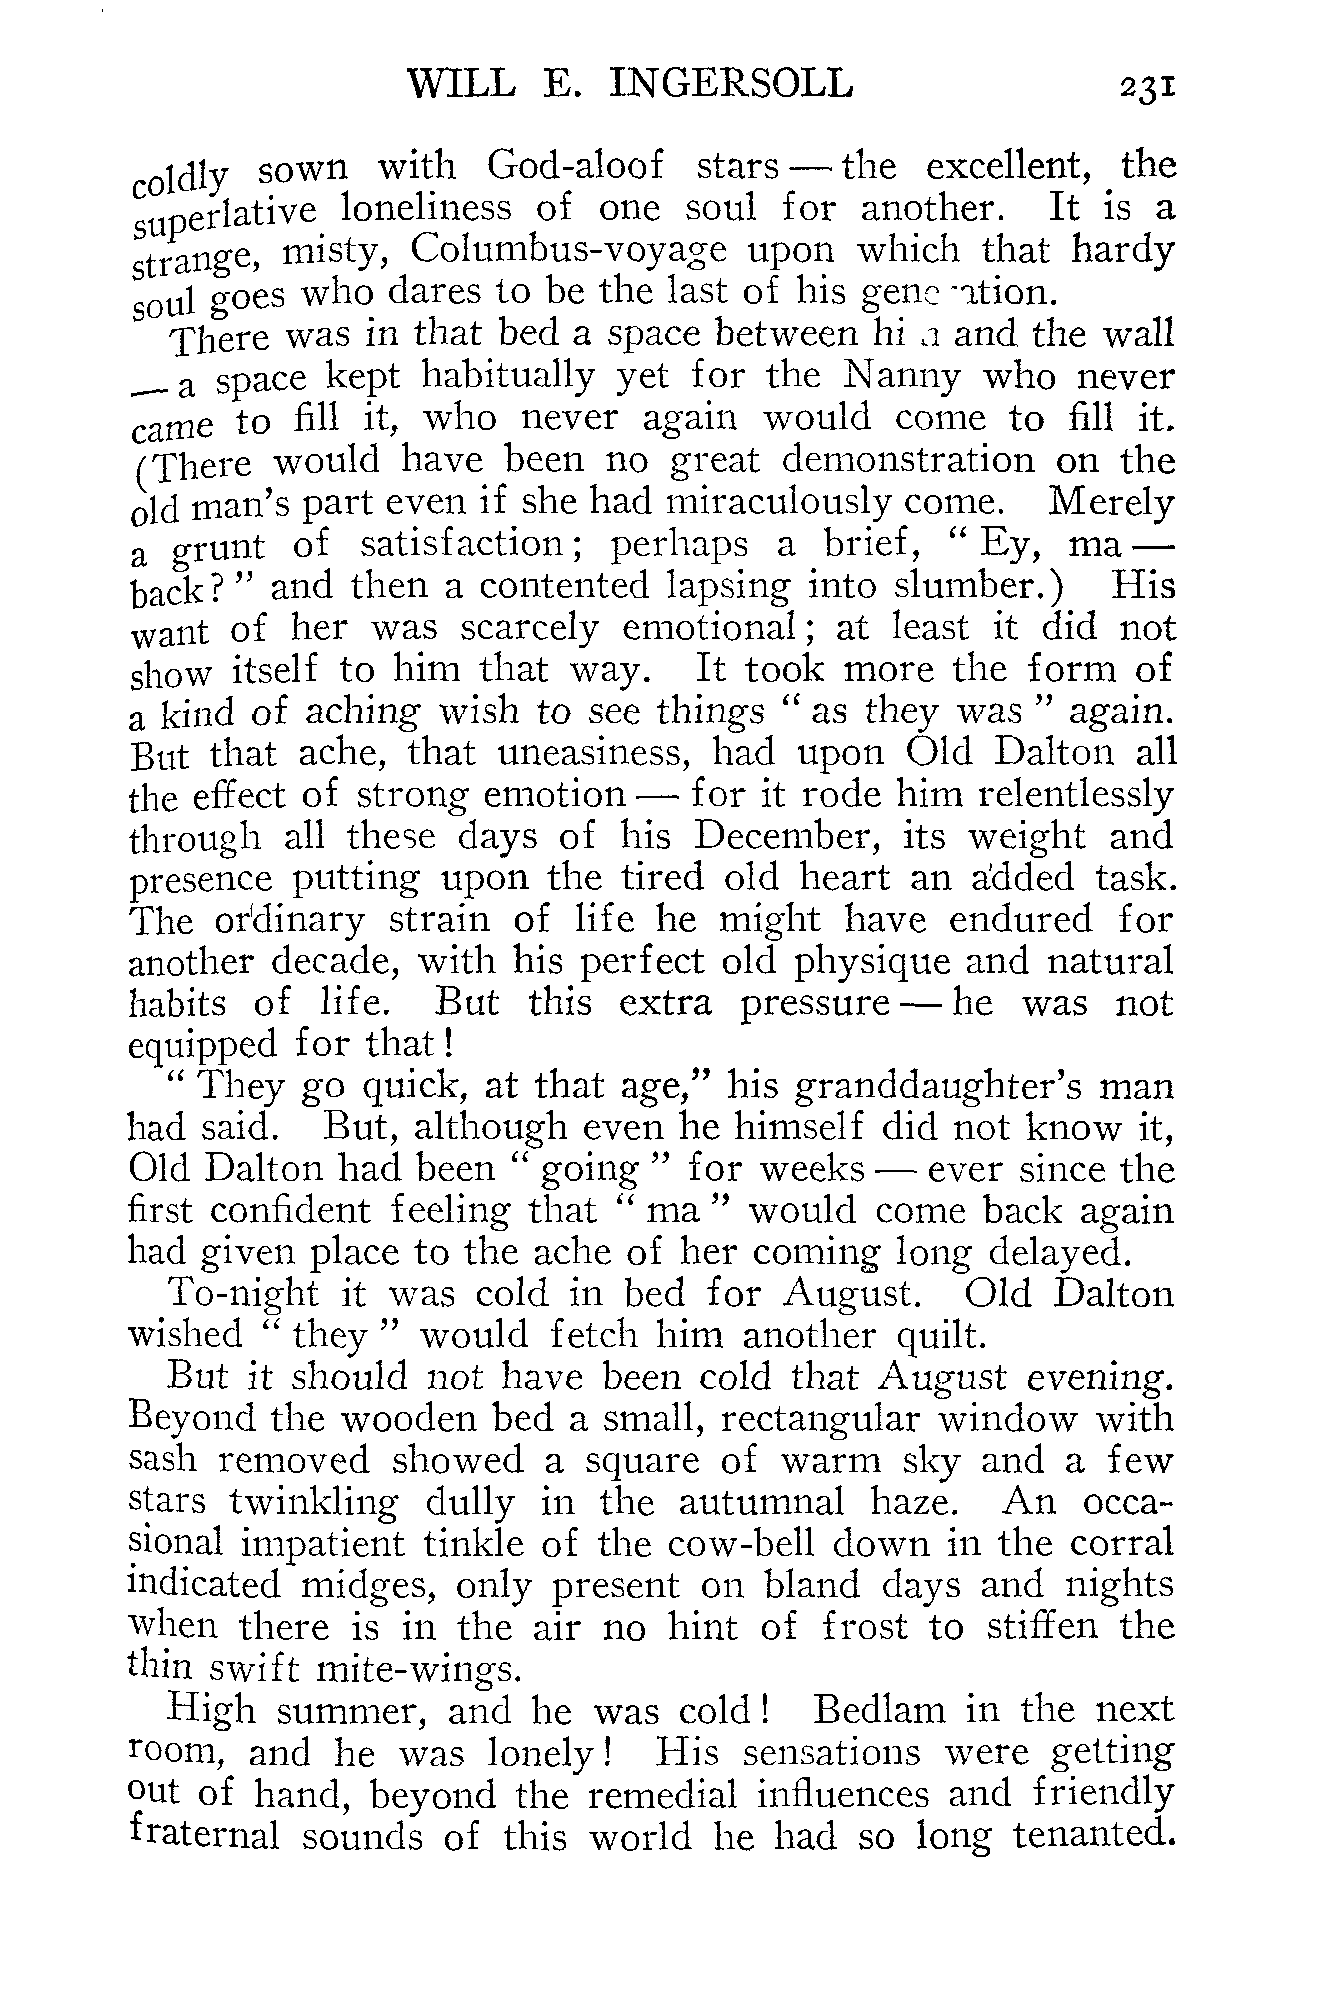 WILL E. INGERSOLL 231
coldly sown with God-aloof stars — the excellent, the
superlative loneliness of one soul for another. It is a
strange, misty, Columbus-voyage upon which that hardy
soul goes who dares to be the last of his gene ation.
There was in that bed a space between hi and the wall
— a space kept habitually yet for the Nanny who never
came to fill it, who never again would come to fill it.
(There would have been no great demonstration on the
old man's part even if she had miraculously come. Merely
a grunt of satisfaction; perhaps a brief, " Ey, ma —
back? " and then a contented lapsing into slumber.) His
want of her was scarcely emotional; at least it did not
show itself to him that way. It took more the form of
a kind of aching wish to see things " as they was " again.
But that ache, that uneasiness, had upon Old Dalton all
the effect of strong emotion — for it rode him relentlessly
through all these days of his December, its weight and
presence putting upon the tired old heart an added task.
The ordinary strain of life he might have endured for
another decade, with his perfect old physique and natural
habits of life. But this extra pressure — he was not
equipped for that!
" They go quick, at that age," his granddaughter's man
had said. But, although even he himself did not know it,
Old Dalton had been " going " for weeks — ever since the
first confident feeling that " ma " would come back again
had given place to the ache of her coming long delayed.
To-night it was cold in bed for August. Old Dalton
wished " they " would fetch him another quilt.
But it should not have been cold that August evening.
Beyond the wooden bed a small, rectangular window with
sash removed showed a square of warm sky and a few
stars twinkling dully in the autumnal haze. An occa-
sional impatient tinkle of the cow-bell down in the corral
indicated midges, only present on bland days and nights
when there is in the air no hint of frost to stiffen the
thin swift mite-wings.
High summer, and he was cold! Bedlam in the next
room, and he was lonely! His sensations were getting
out of hand, beyond the remedial influences and friendly
fraternal sounds of this world he had so long tenanted.